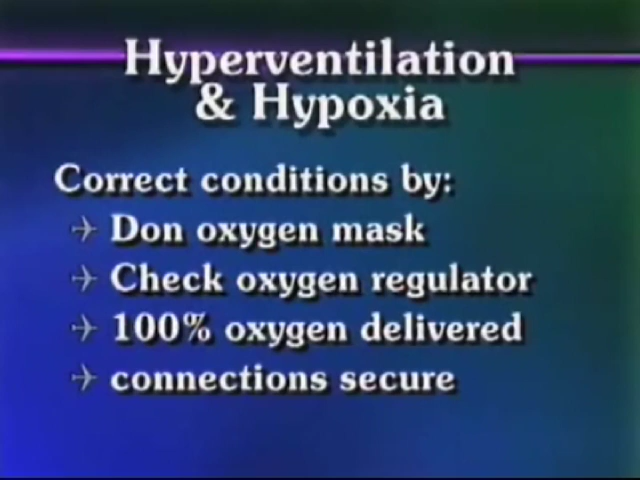 Hyperventilation
& Hypoxia
Correct conditions by:
Don oxygen mask
Check oxygen regulator
100% oxygen delivered
connections secure